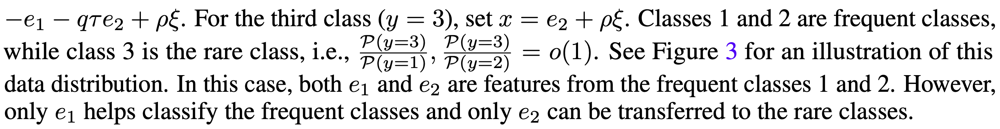 $-e_1 - q\tau e_2 + \rho\xi$. For the third class ($y = 3$), set $x = e_2 + \rho\xi$. Classes 1 and 2 are frequent classes,
while class 3 is the rare class, i.e., $\frac{\mathcal{P}(y=3)}{\mathcal{P}(y=1)}, \frac{\mathcal{P}(y=3)}{\mathcal{P}(y=2)} = o(1)$. See Figure 3 for an illustration of this
data distribution. In this case, both $e_1$ and $e_2$ are features from the frequent classes 1 and 2. However,
only $e_1$ helps classify the frequent classes and only $e_2$ can be transferred to the rare classes.